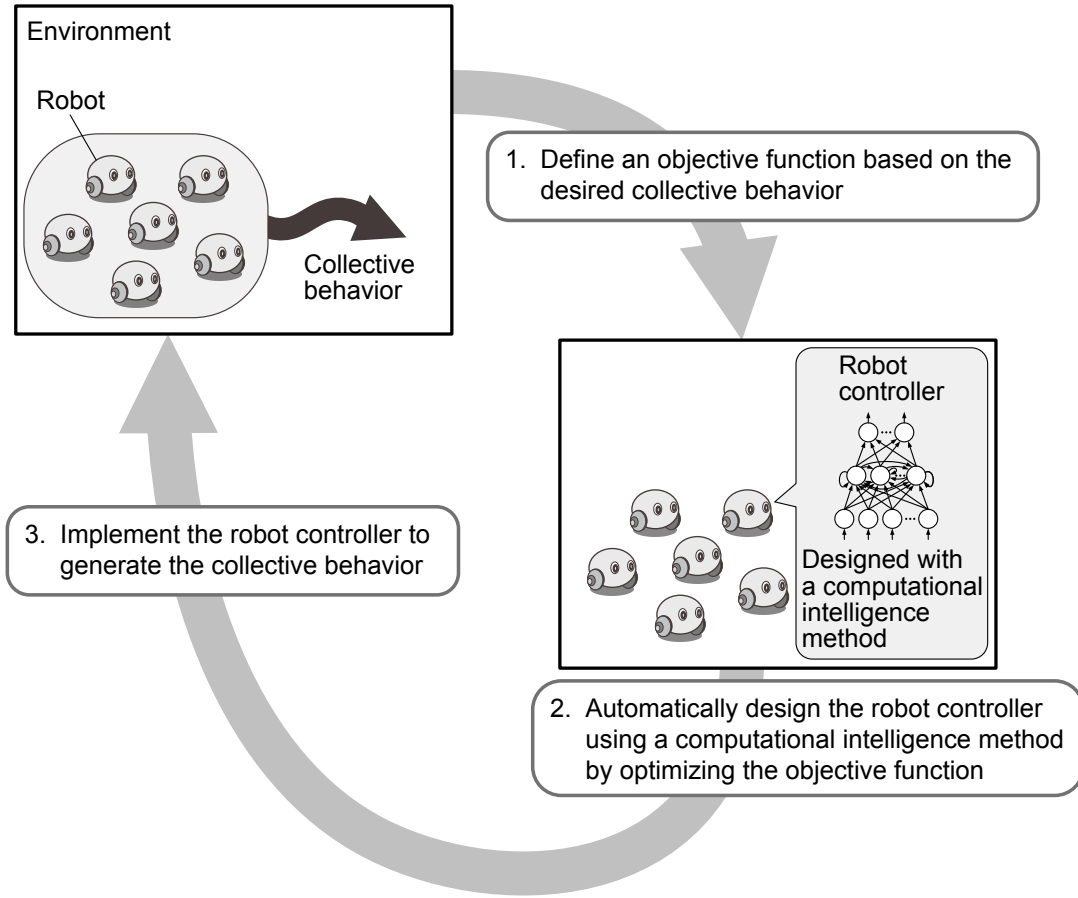 Environment
Robot
Collective
behavior
1. Define an objective function based on the
desired collective behavior
Robot
controller
...
...
...
Designed with
a computational
intelligence
method
2. Automatically design the robot controller
using a computational intelligence method
by optimizing the objective function
3. Implement the robot controller to
generate the collective behavior